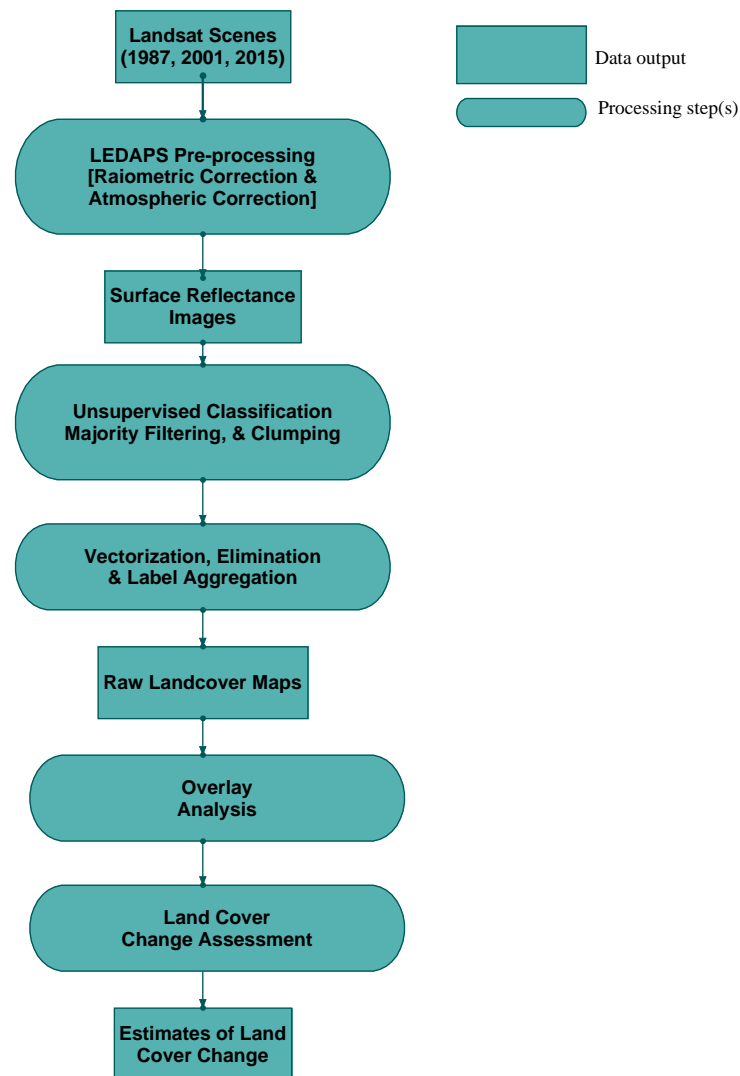 Landsat Scenes
(1987, 2001, 2015)
Data output
Processing step(s)
LEDAPS Pre-processing
[Raiometric Correction &
Atmospheric Correction]
Surface Reflectance
Images
Unsupervised Classification
Majority Filtering, & Clumping
Vectorization, Elimination
& Label Aggregation
Raw Landcover Maps
Overlay
Analysis
Land Cover
Change Assessment
Estimates of Land
Cover Change